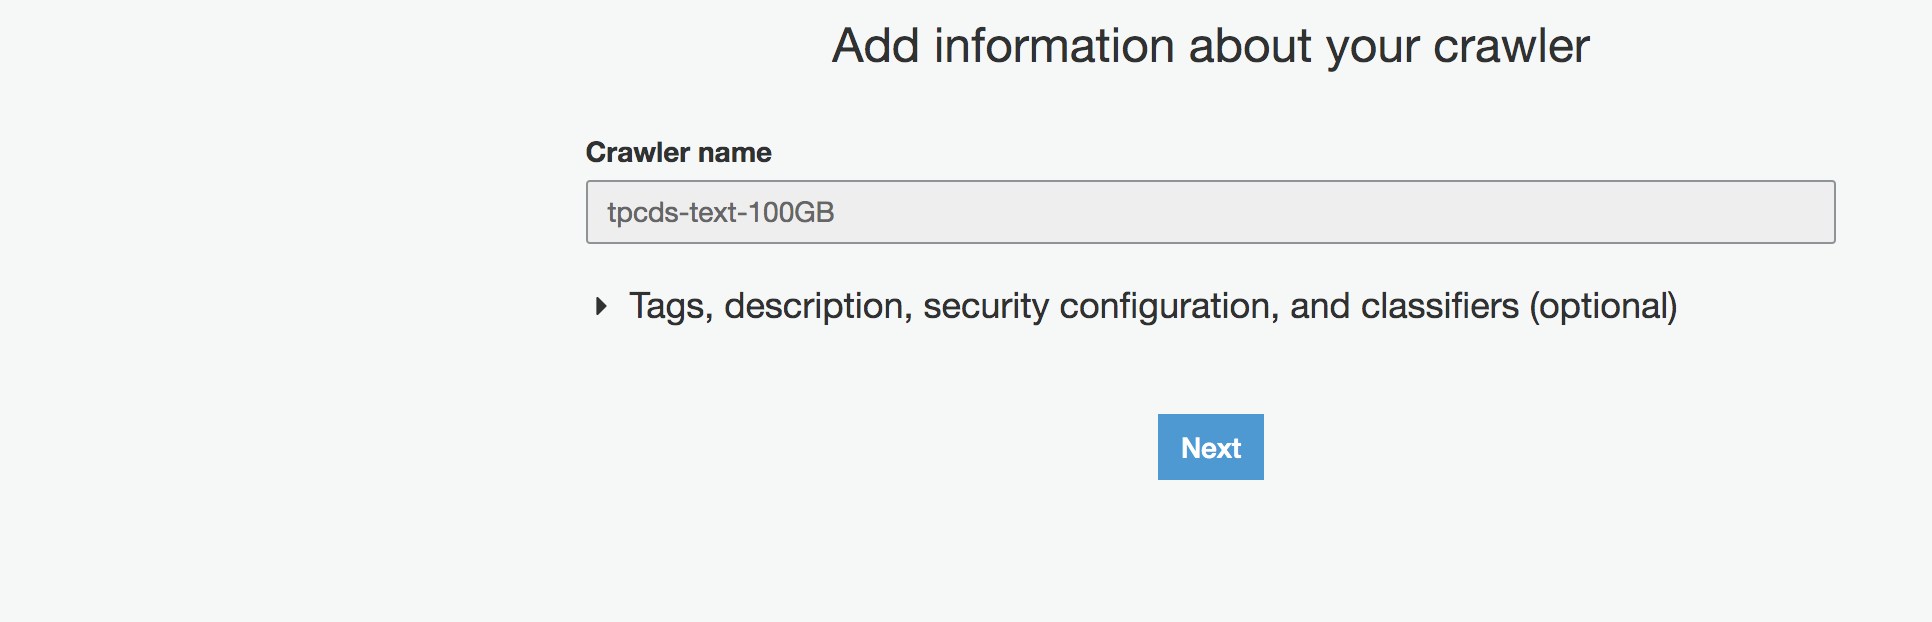 Add information about your crawler
Crawler name
tpcds-text-100GB
Tags, description, security configuration, and classifiers (optional)
Next